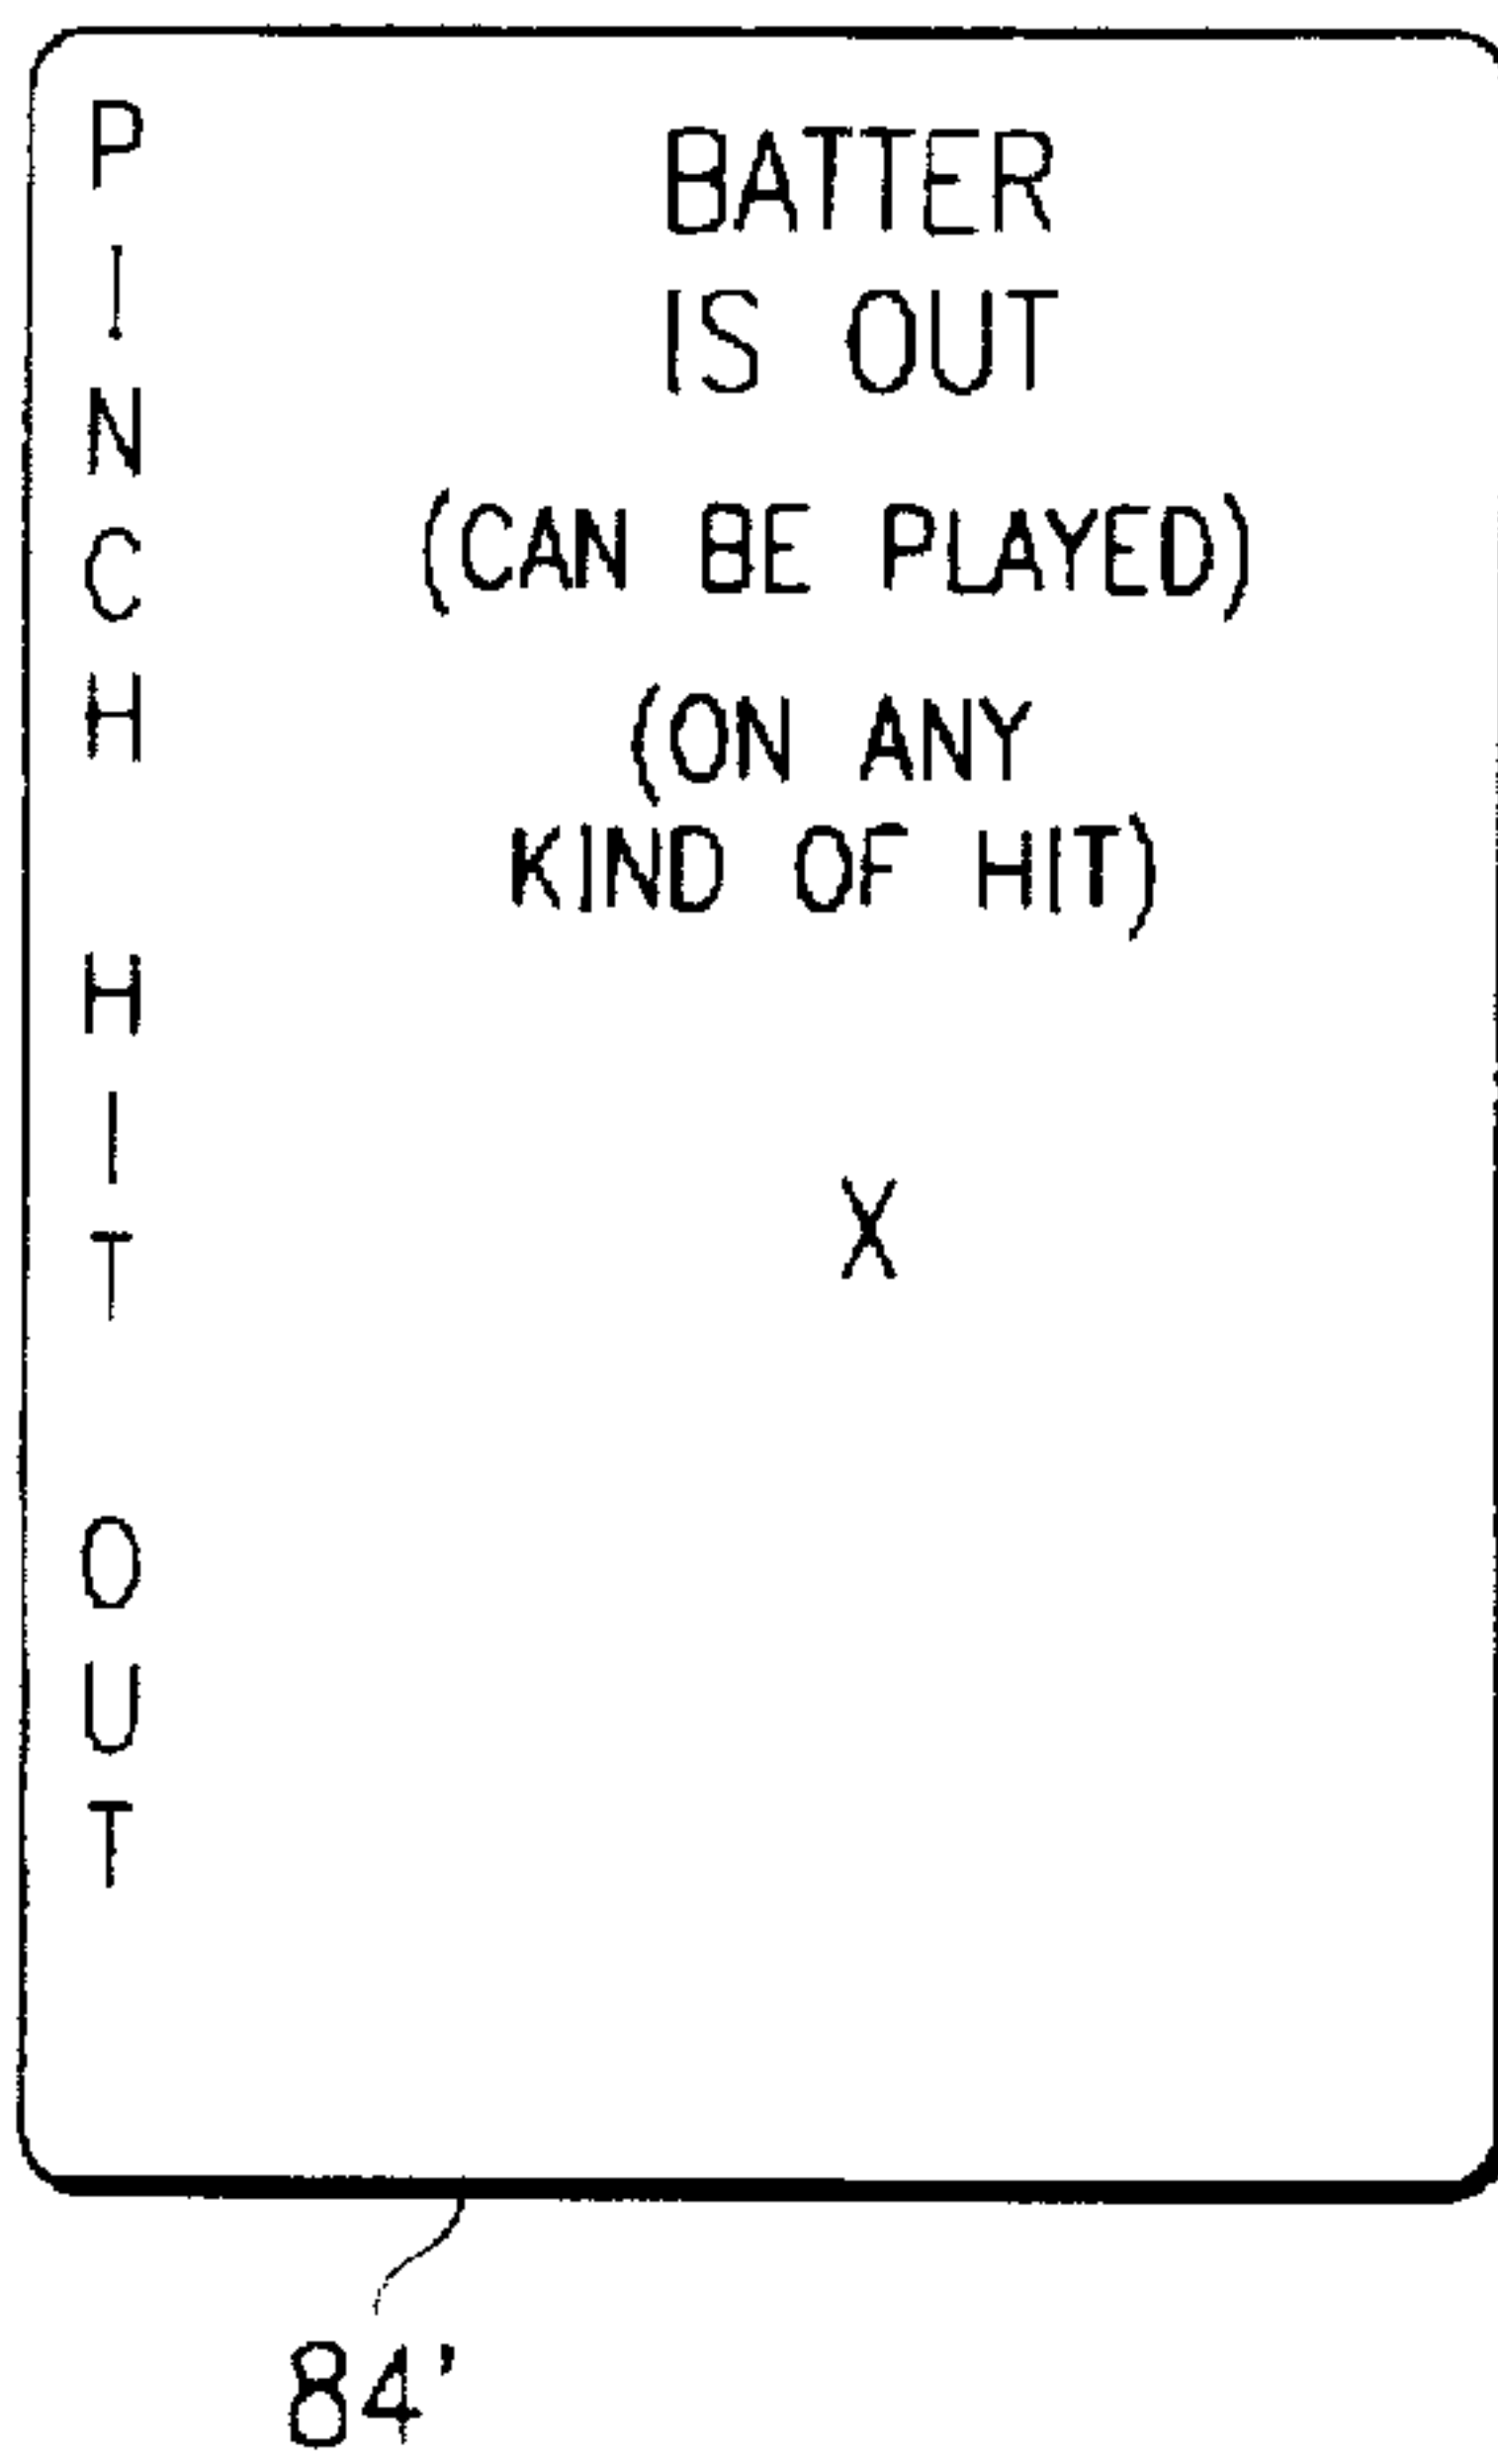 PINCH HIT OUT
BATTER
IS OUT
(CAN BE PLAYED)
(ON ANY
KIND OF HIT)
X
84'